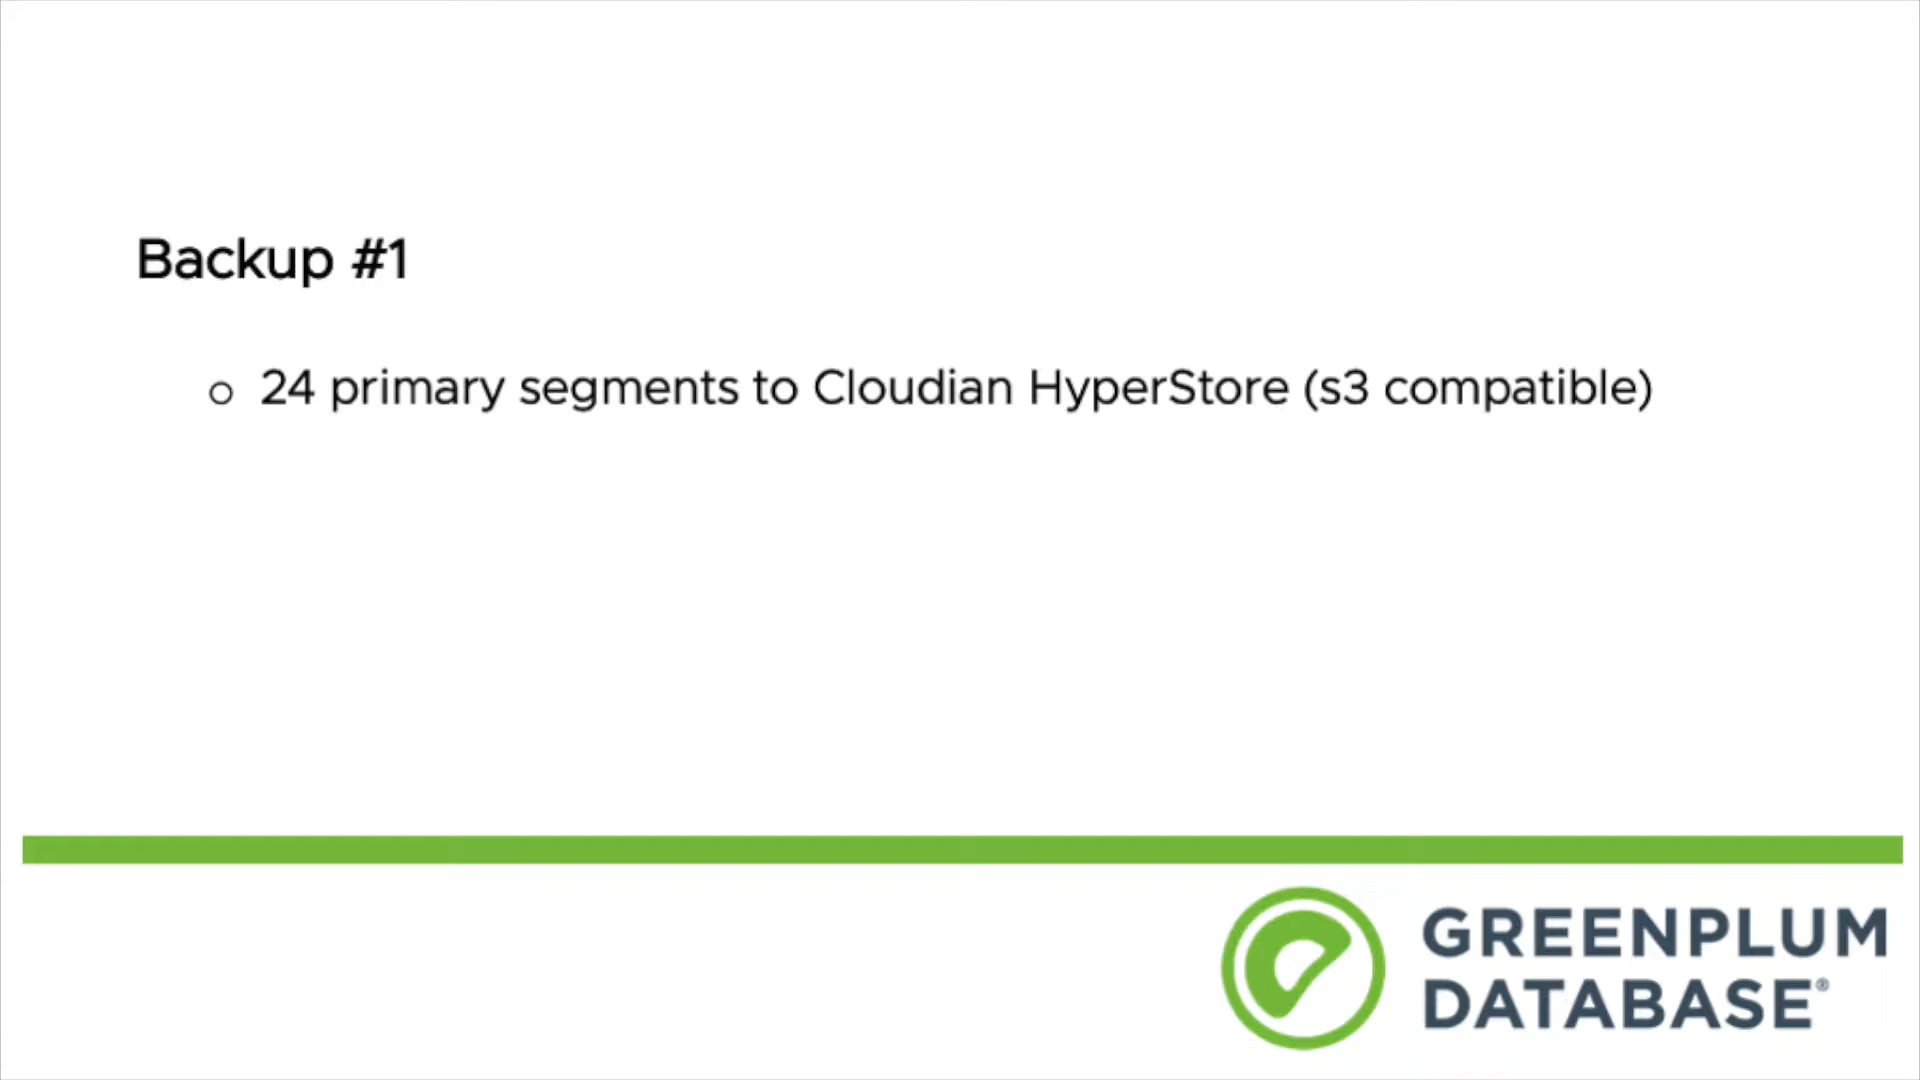 Backup #1
o 24 primary segments to Cloudian HyperStore (s3 compatible)
GREENPLUM
DATABASE®